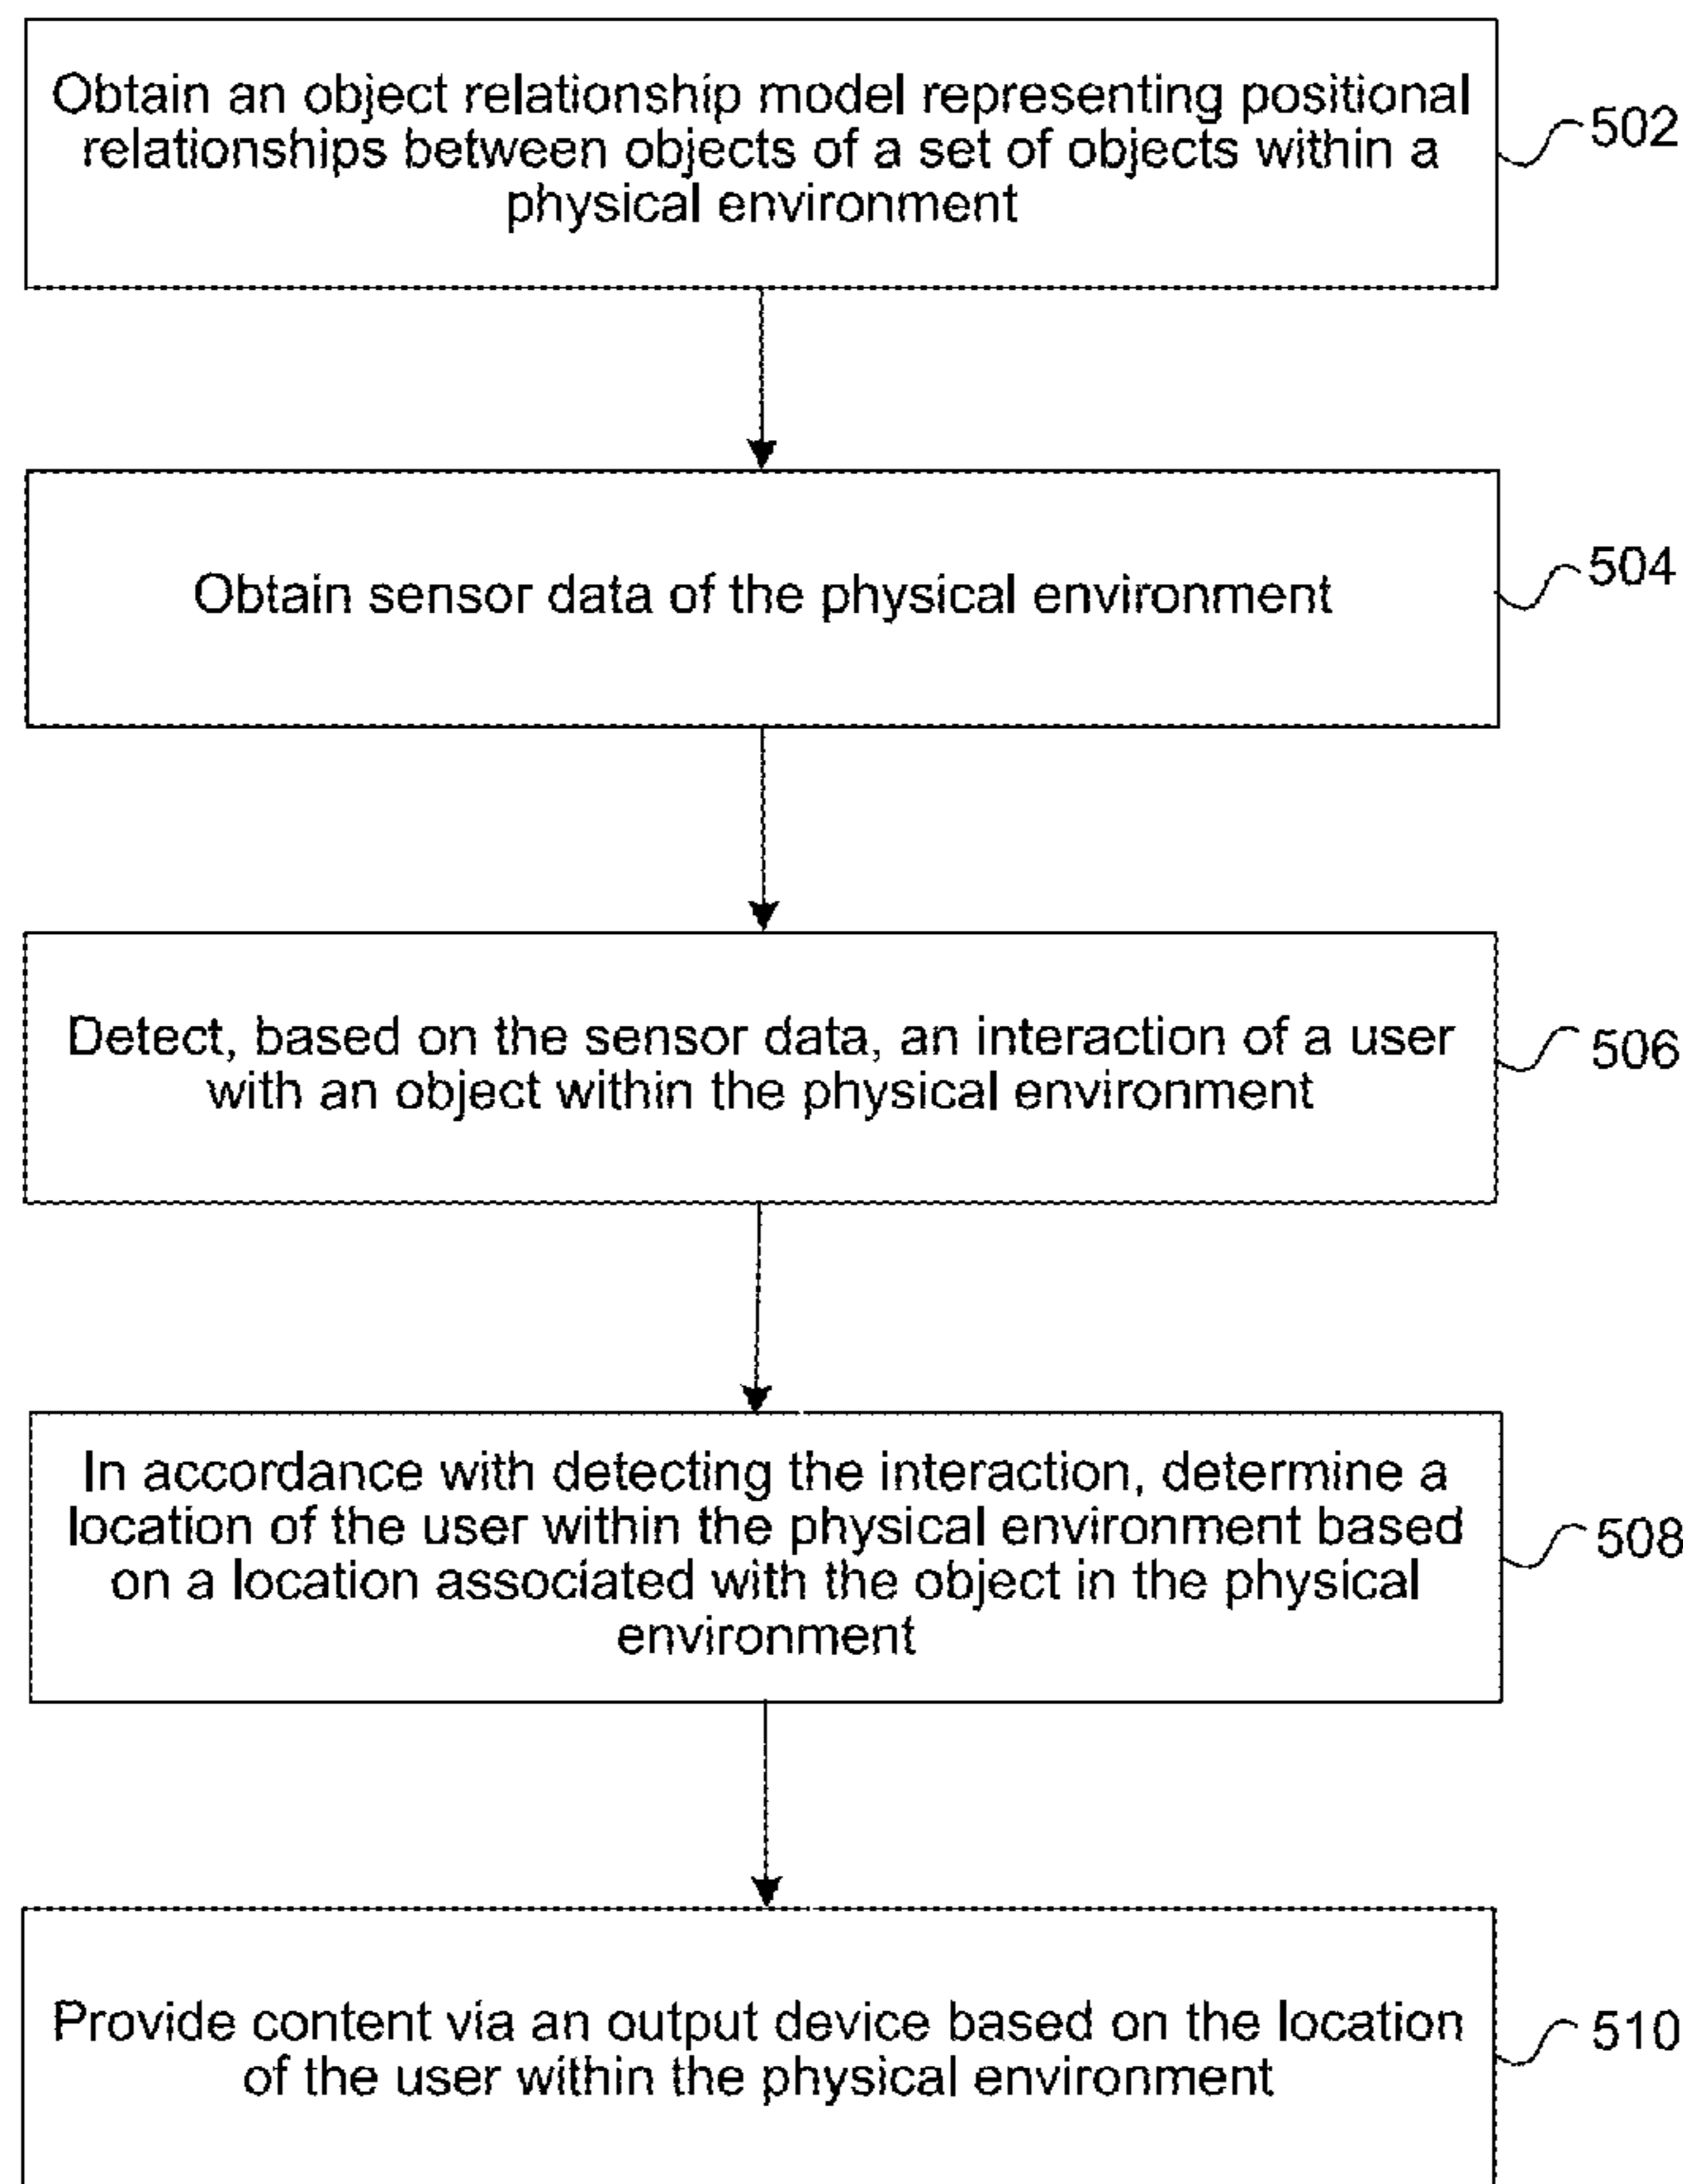 Obtain an object relationship model representing positional
relationships between objects of a set of objects within a
physical environment
502
Obtain sensor data of the physical environment
504
Detect, based on the sensor data, an interaction of a user
with an object within the physical environment
506
In accordance with detecting the interaction, determine a
location of the user within the physical environment based
on a location associated with the object in the physical
environment
508
Provide content via an output device based on the location
of the user within the physical environment
510